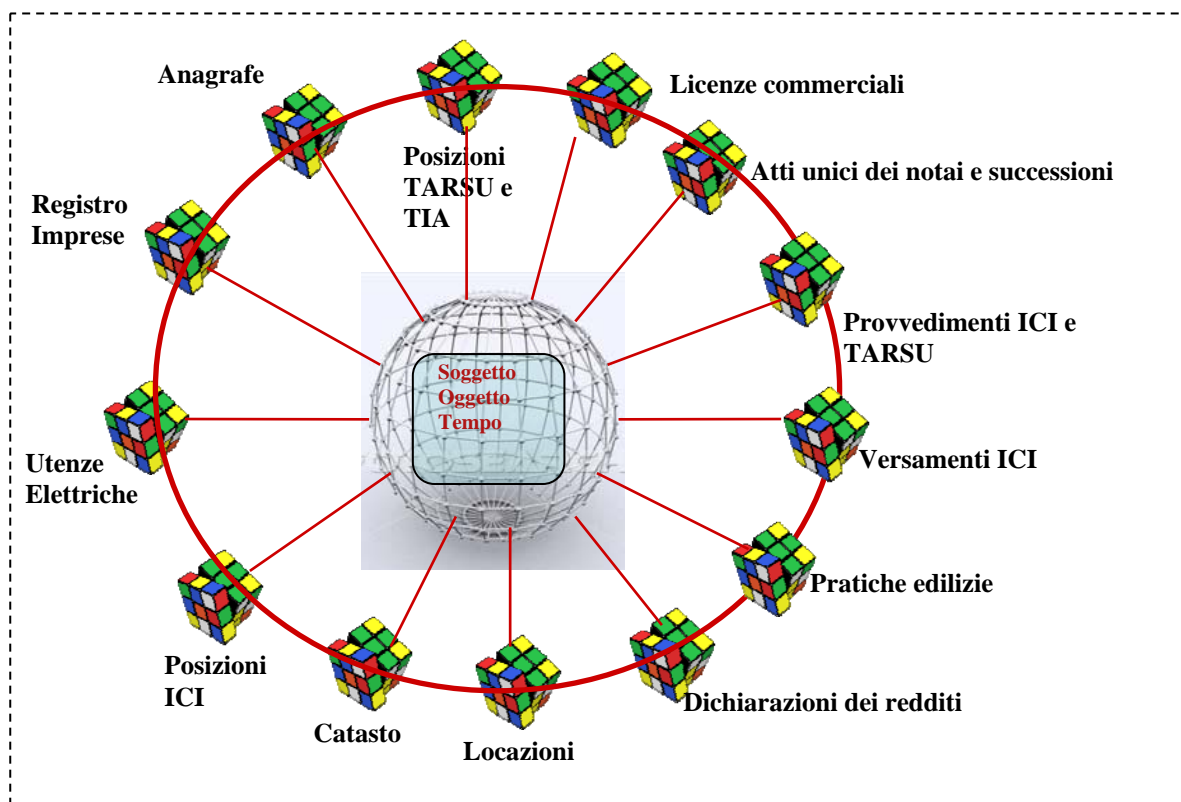 Anagrafe
Licenze commerciali
Posizioni
TARSU e
TIA
Atti unici dei notai e successioni
Registro
Imprese
Provvedimenti ICI e
TARSU
Soggetto
Oggetto
Tempo
Utenze
Elettriche
Versamenti ICI
Pratiche edilizie
Posizioni
ICI
Dichiarazioni dei redditi
Catasto
Locazioni